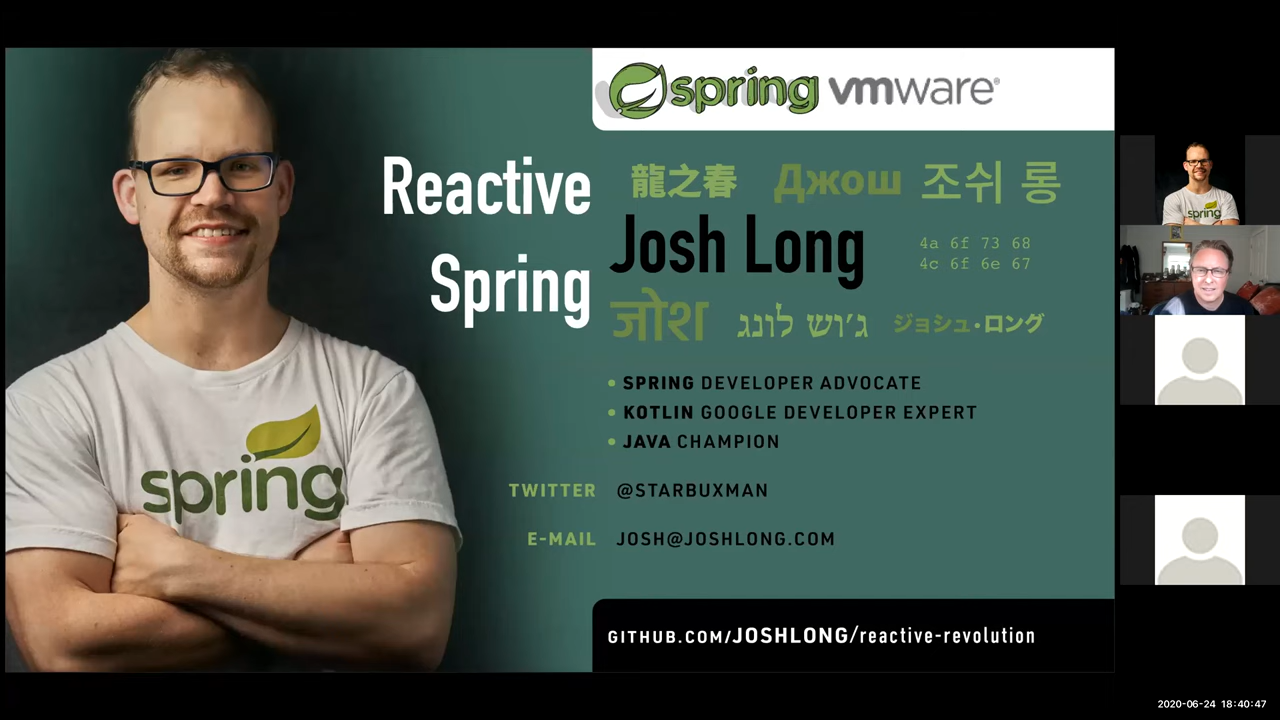 spring vmware®
Reactive
Spring
龍之春 Джош 조쉬 롱
Josh Long
4a 6f 73 68
4c 6f 6e 67
जोश ג׳וש לונג ジョシュ・ロング
• SPRING DEVELOPER ADVOCATE
• KOTLIN GOOGLE DEVELOPER EXPERT
• JAVA CHAMPION
TWITTER @STARBUXMAN
E-MAIL JOSH@JOSHLONG.COM
GITHUB.COM/JOSHLONG/reactive-revolution
spring
spring
2020-06-24 18:40:47